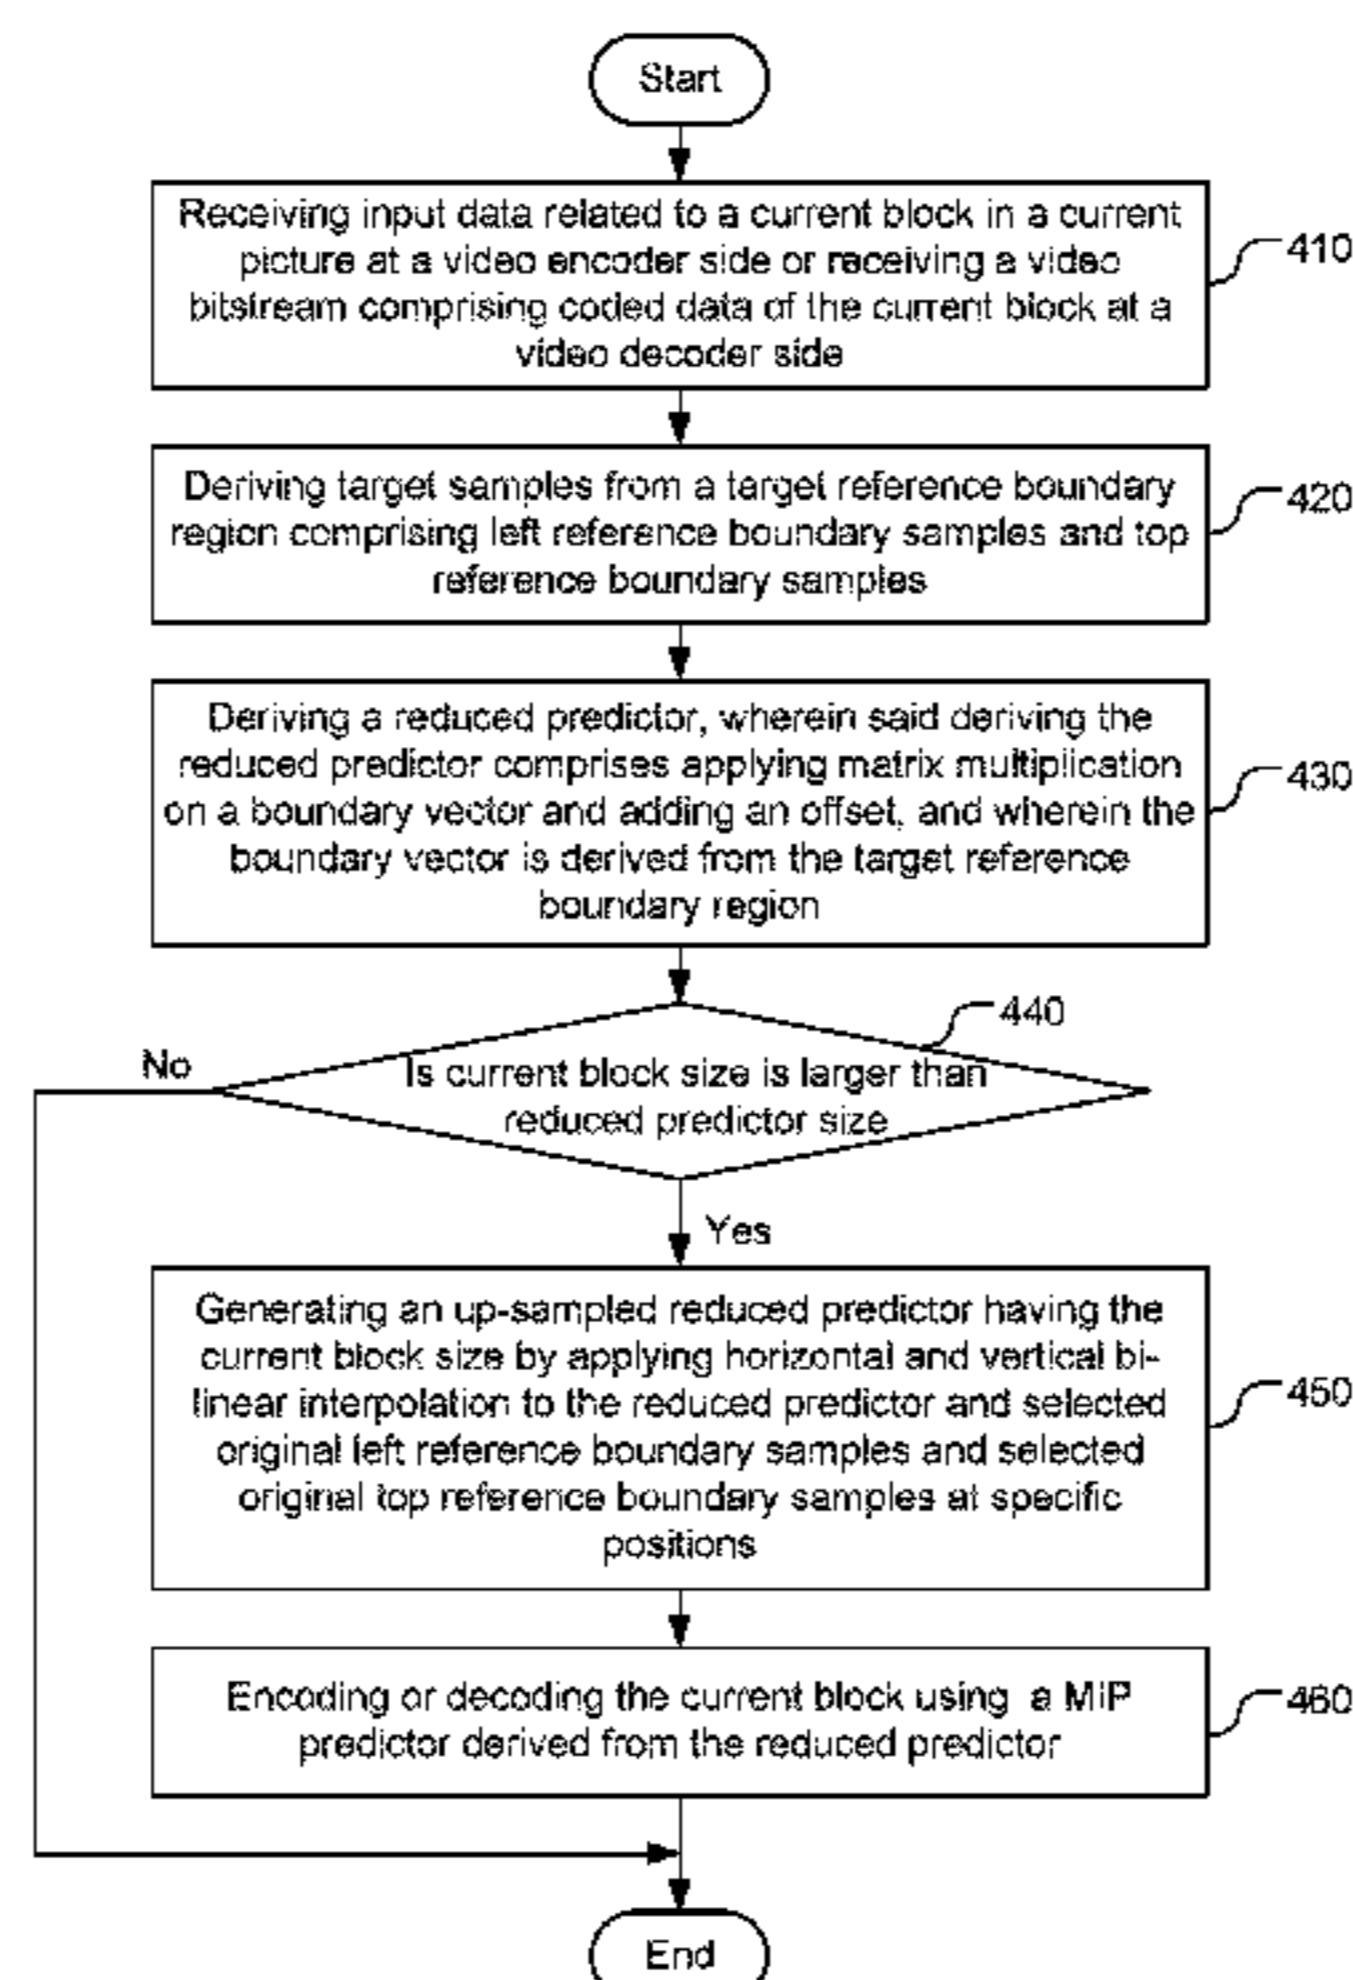 Start
Receiving input data related to a current block in a current
picture at a video encoder side or receiving a video
bitstream comprising coded data of the current block at a
video decoder side
410
Deriving target samples from a target reference boundary
region comprising left reference boundary samples and top
reference boundary samples
420
Deriving a reduced predictor, wherein said deriving the
reduced predictor comprises applying matrix multiplication
on a boundary vector and adding an offset, and wherein the
boundary vector is derived from the target reference
boundary region
430
440
No
Is current block size is larger than
reduced predictor size
Yes
Generating an up-sampled reduced predictor having the
current block size by applying horizontal and vertical bi-
linear interpolation to the reduced predictor and selected
original left reference boundary samples and selected
original top reference boundary samples at specific
positions
450
Encoding or decoding the current block using a MIP
predictor derived from the reduced predictor
460
End